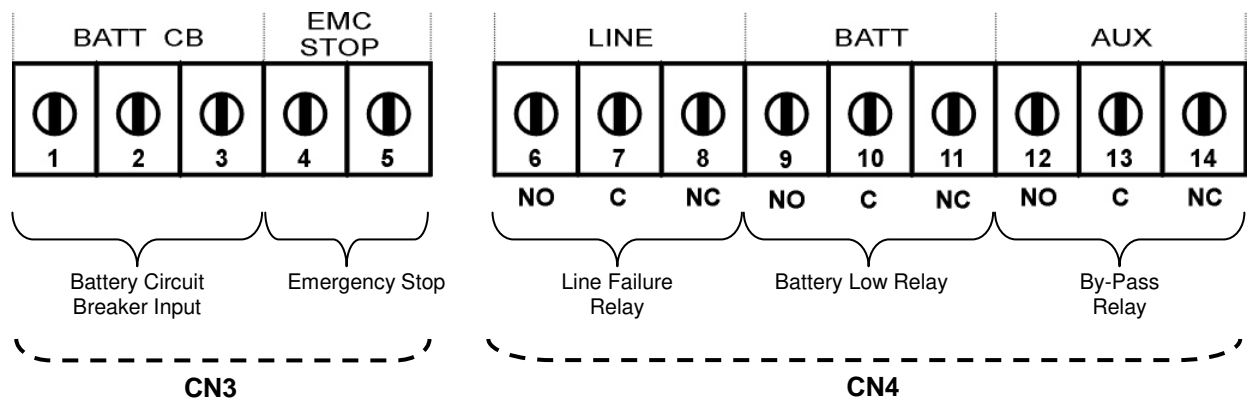 BATT CB
EMC
STOP
LINE
BATT
AUX
1 2 3 4 5 6 7 8 9 10 11 12 13 14
NO C NC NO C NC NO C NC
Battery Circuit
Breaker Input
Emergency Stop
Line Failure
Relay
Battery Low Relay
By-Pass
Relay
CN3
CN4